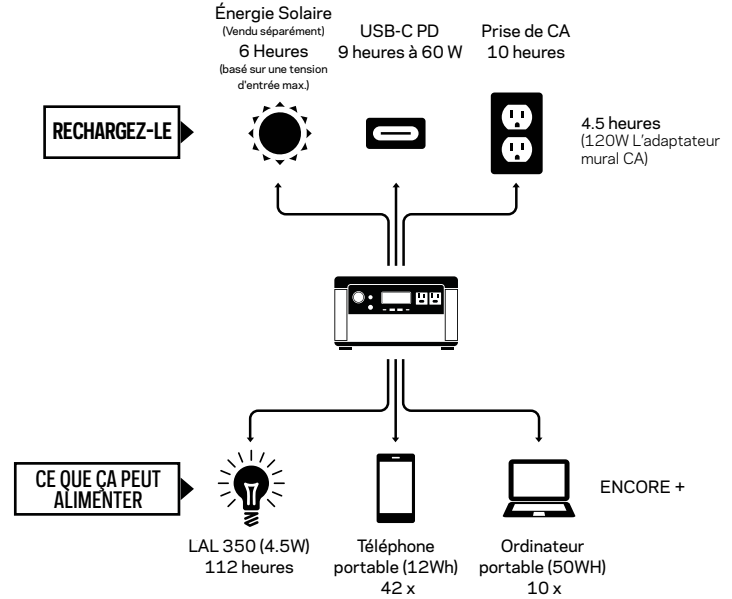 Énergie Solaire
(Vendu séparément)
6 Heures
(basé sur une tension
d'entrée max.)
USB-C PD
9 heures à 60 W
Prise de CA
10 heures
RECHARGEZ-LE
4.5 heures
(120W L'adaptateur
mural CA)
CE QUE ÇA PEUT
ALIMENTER
LAL 350 (4.5W)
112 heures
Téléphone
portable (12Wh)
42 x
Ordinateur
portable (50WH)
10 x
ENCORE +